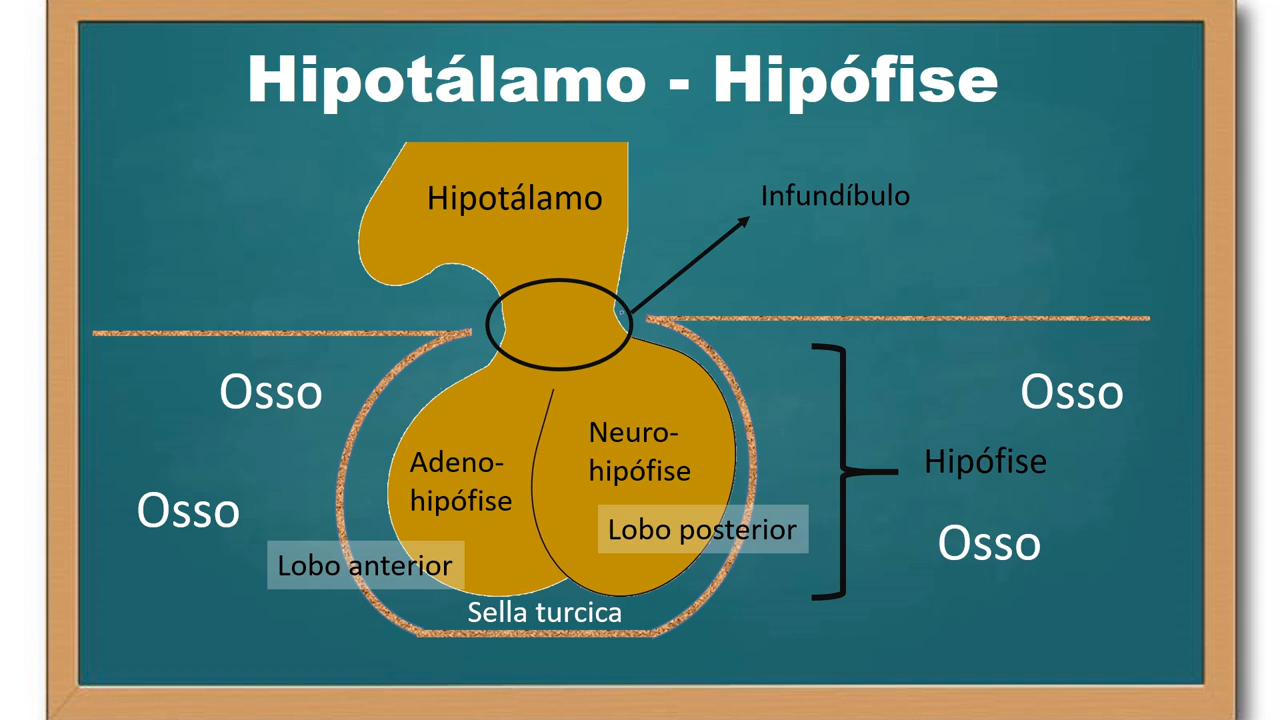 Hipotálamo - Hipófise
Hipotálamo
Infundíbulo
Osso
Osso
Neuro-
hipófise
Adeno-
hipófise
Hipófise
Osso
Lobo posterior
Osso
Lobo anterior
Sella turcica